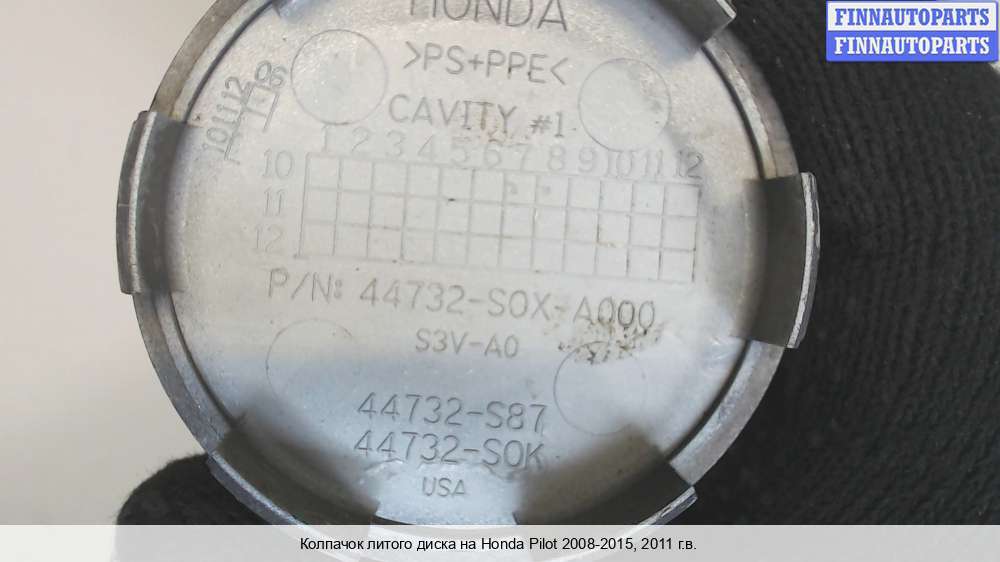 HONDA
>PS+PPE<
CAVITY #1
1 2 3 4 5 6 7 8 9 10 11 12
10
11
12
P/N: 44732-S0X-A000
S3V-A0
44732-S87
44732-S0K
USA
FINNAUTOPARTS
FINNAUTOPARTS
Колпачок литого диска на Honda Pilot 2008-2015, 2011 г.в.